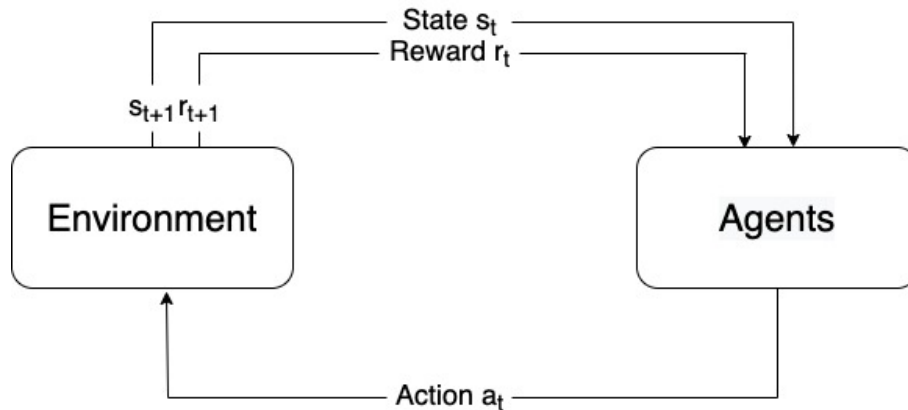 State sₜ
Reward rₜ
sₜ₊₁ rₜ₊₁
Environment
Agents
Action aₜ